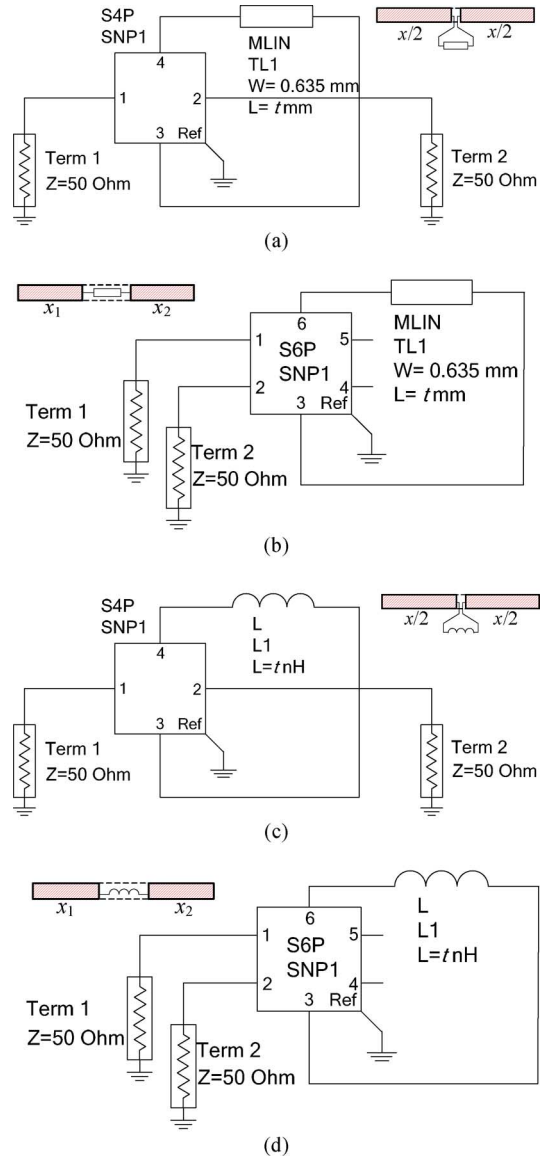 S4P
SNP1
4
1
2
3
Ref
MLIN
TL1
W= 0.635 mm
L= t mm
x/2
x/2
Term 1
Z=50 Ohm
Term 2
Z=50 Ohm
(a)
x1
x2
6
1
5
S6P
SNP1
2
4
3
Ref
MLIN
TL1
W= 0.635 mm
L= t mm
Term 1
Z=50 Ohm
Term 2
Z=50 Ohm
(b)
S4P
SNP1
4
1
2
3
Ref
L
L1
L=t nH
x/2
x/2
Term 1
Z=50 Ohm
Term 2
Z=50 Ohm
(c)
x1
x2
6
1
5
S6P
SNP1
2
4
3
Ref
L
L1
L=t nH
Term 1
Z=50 Ohm
Term 2
Z=50 Ohm
(d)